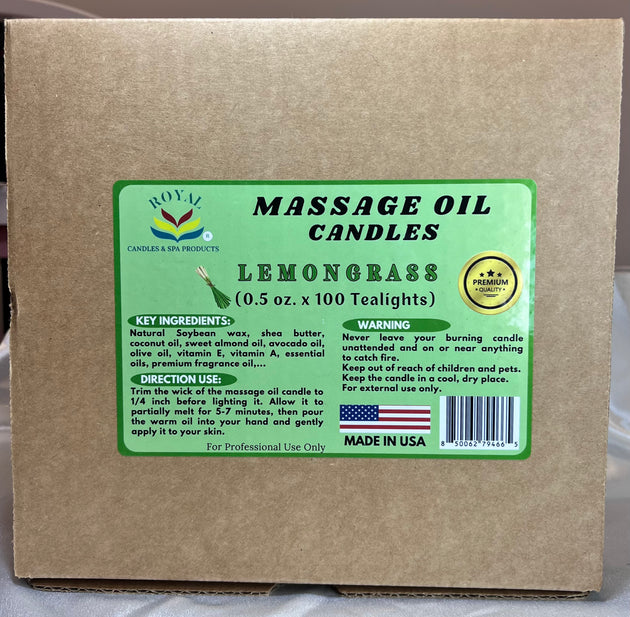 ROYAL
CANDLES & SPA PRODUCTS
®
MASSAGE OIL
CANDLES
LEMONGRASS
(0.5 oz. x 100 Tealights)
PREMIUM
QUALITY
KEY INGREDIENTS:
Natural Soybean wax, shea butter,
coconut oil, sweet almond oil, avocado oil,
olive oil, vitamin E, vitamin A, essential
oils, premium fragrance oil,...
DIRECTION USE:
Trim the wick of the massage oil candle to
1/4 inch before lighting it. Allow it to
partially melt for 5-7 minutes, then pour
the warm oil into your hand and gently
apply it to your skin.
For Professional Use Only
WARNING
Never leave your burning candle
unattended and on or near anything
to catch fire.
Keep out of reach of children and pets.
Keep the candle in a cool, dry place.
For external use only.
MADE IN USA
8 50062 79466 5